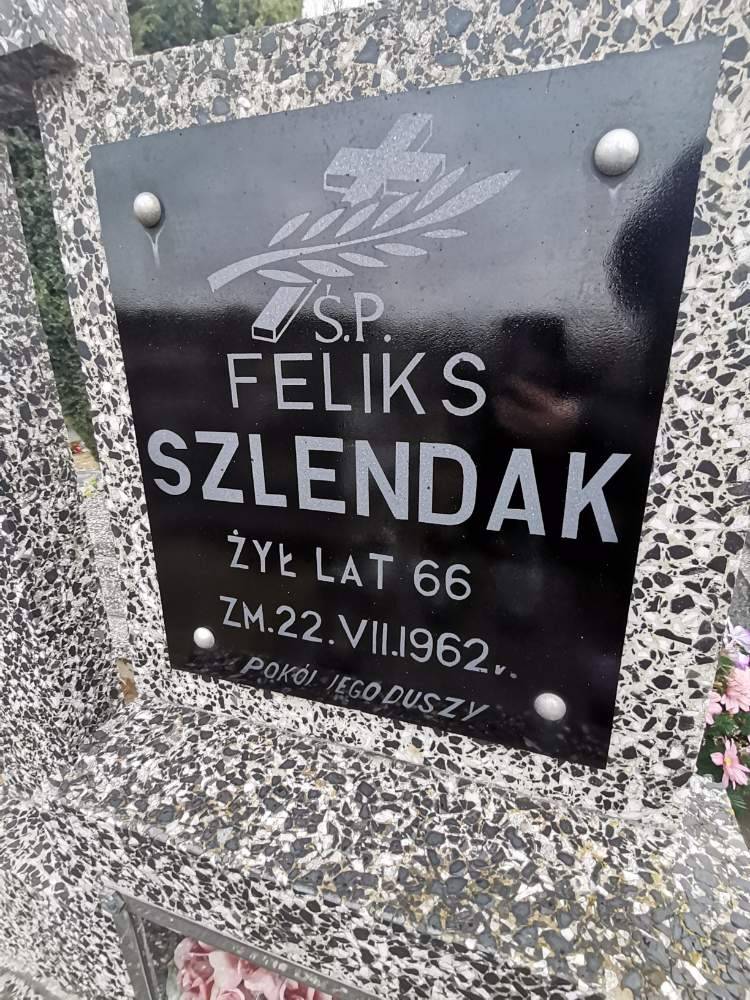 Ś.P.
FELIKS
SZLENDAK
ŻYŁ LAT 66
ZM. 22. VII. 1962 r.
POKÓJ JEGO DUSZY